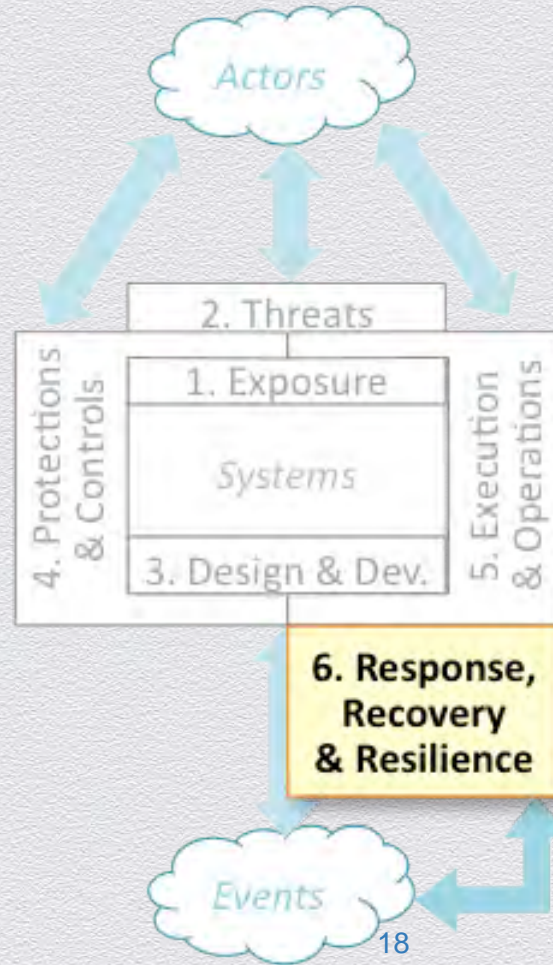 Actors
2. Threats
1. Exposure
Systems
3. Design & Dev.
4. Protections
& Controls
5. Execution
& Operations
6. Response,
Recovery
& Resilience
Events
18